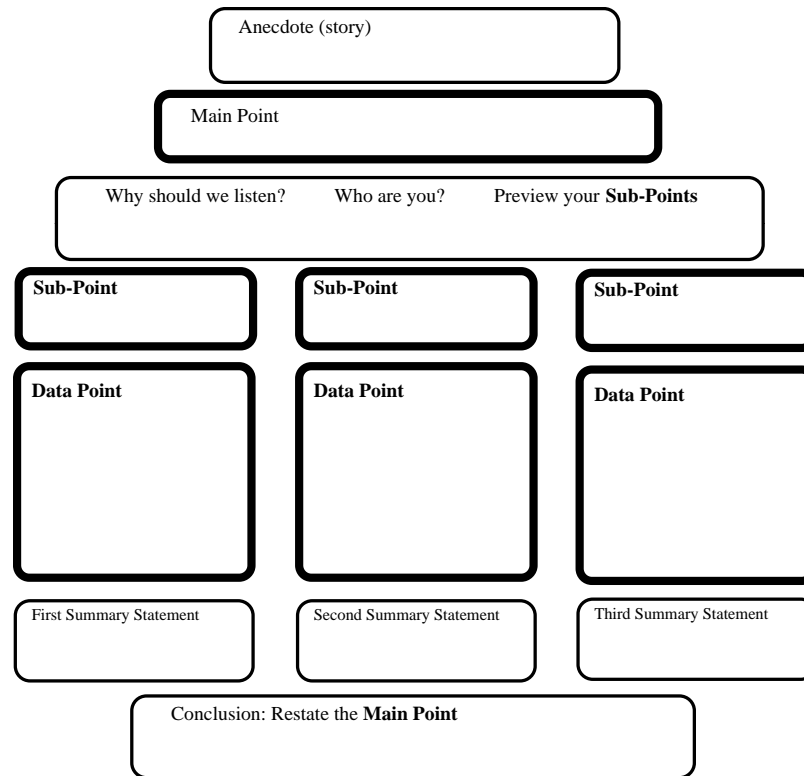 Anecdote (story)
Main Point
Why should we listen? Who are you? Preview your Sub-Points
Sub-Point
Sub-Point
Sub-Point
Data Point
Data Point
Data Point
First Summary Statement
Second Summary Statement
Third Summary Statement
Conclusion: Restate the Main Point